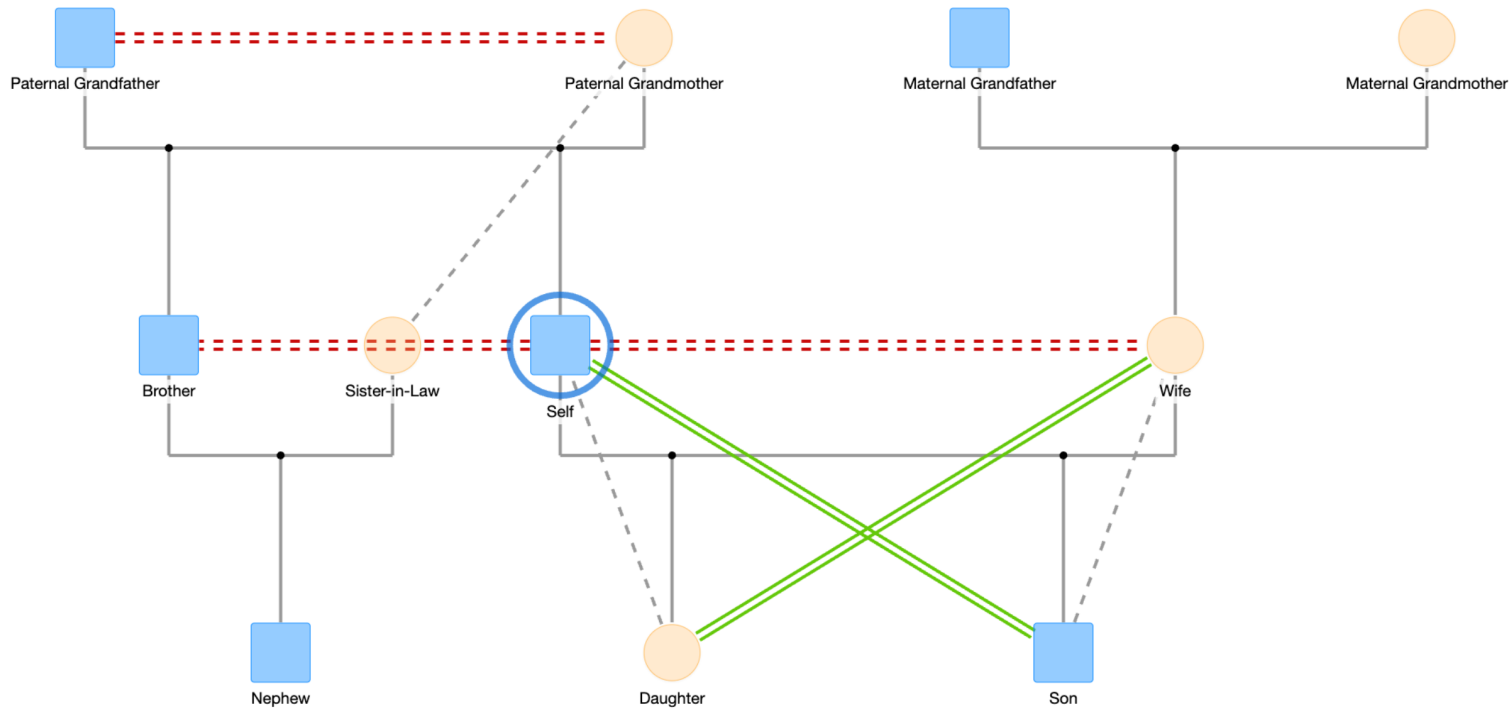 Paternal Grandfather
Paternal Grandmother
Maternal Grandfather
Maternal Grandmother
Brother
Sister-in-Law
Self
Wife
Nephew
Daughter
Son